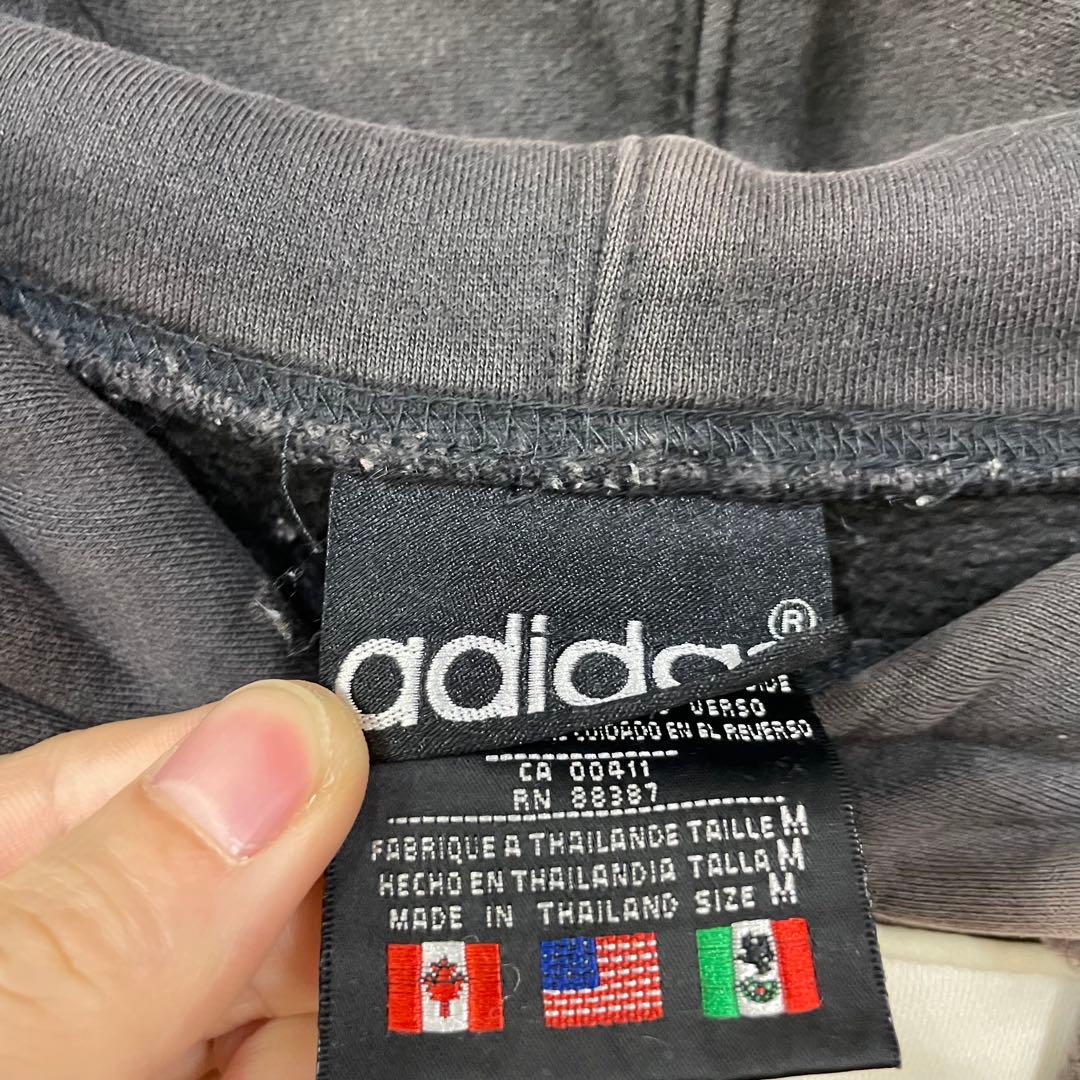 adidas®
VERSO
CUIDADO EN EL REVERSO
CA 00411
RN 88387
FABRIQUE A THAILANDE TAILLE M
HECHO EN THAILANDIA TALLA M
MADE IN THAILAND SIZE M